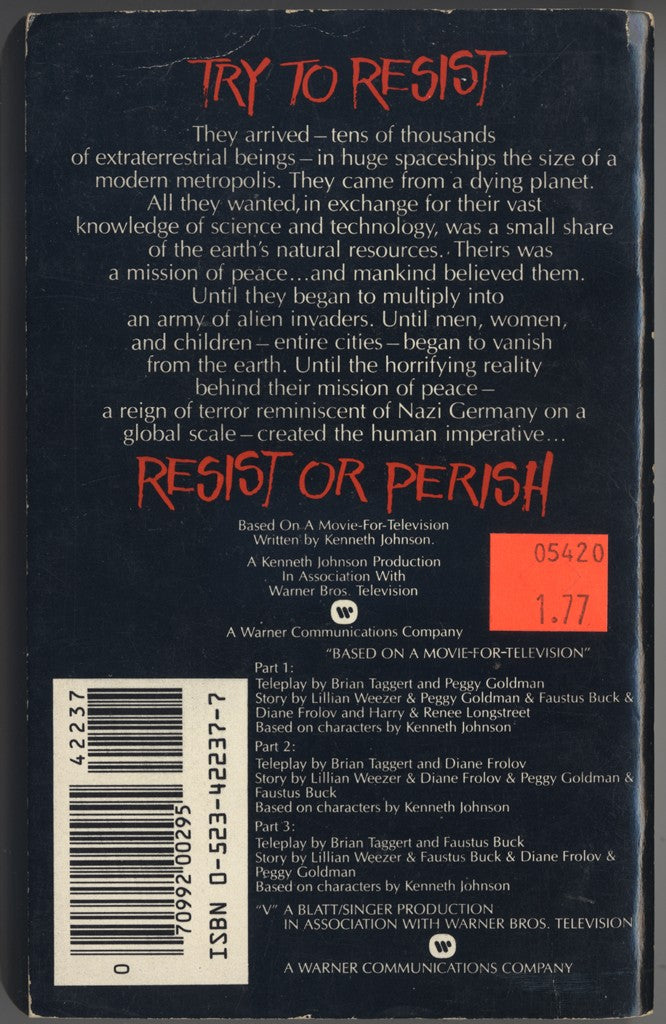 TRY TO RESIST
They arrived – tens of thousands
of extraterrestrial beings – in huge spaceships the size of a
modern metropolis. They came from a dying planet.
All they wanted, in exchange for their vast
knowledge of science and technology, was a small share
of the earth's natural resources. Theirs was
a mission of peace...and mankind believed them.
Until they began to multiply into
an army of alien invaders. Until men, women,
and children – entire cities – began to vanish
from the earth. Until the horrifying reality
behind their mission of peace –
a reign of terror reminiscent of Nazi Germany on a
global scale – created the human imperative...
RESIST OR PERISH
Based On A Movie-For-Television
Written by Kenneth Johnson.
A Kenneth Johnson Production
In Association With
Warner Bros. Television
A Warner Communications Company
05420
1.77
"BASED ON A MOVIE-FOR-TELEVISION"
Part 1:
Teleplay by Brian Taggert and Peggy Goldman
Story by Lillian Weezer & Peggy Goldman & Faustus Buck &
Diane Frolov and Harry & Renee Longstreet
Based on characters by Kenneth Johnson
Part 2:
Teleplay by Brian Taggert and Diane Frolov
Story by Lillian Weezer & Diane Frolov & Peggy Goldman &
Faustus Buck
Based on characters by Kenneth Johnson
Part 3:
Teleplay by Brian Taggert and Faustus Buck
Story by Lillian Weezer & Faustus Buck & Diane Frolov &
Peggy Goldman
Based on characters by Kenneth Johnson
"V" A BLATT/SINGER PRODUCTION
IN ASSOCIATION WITH WARNER BROS. TELEVISION
A WARNER COMMUNICATIONS COMPANY
42237
0
70992 00295
ISBN 0-523-42237-7